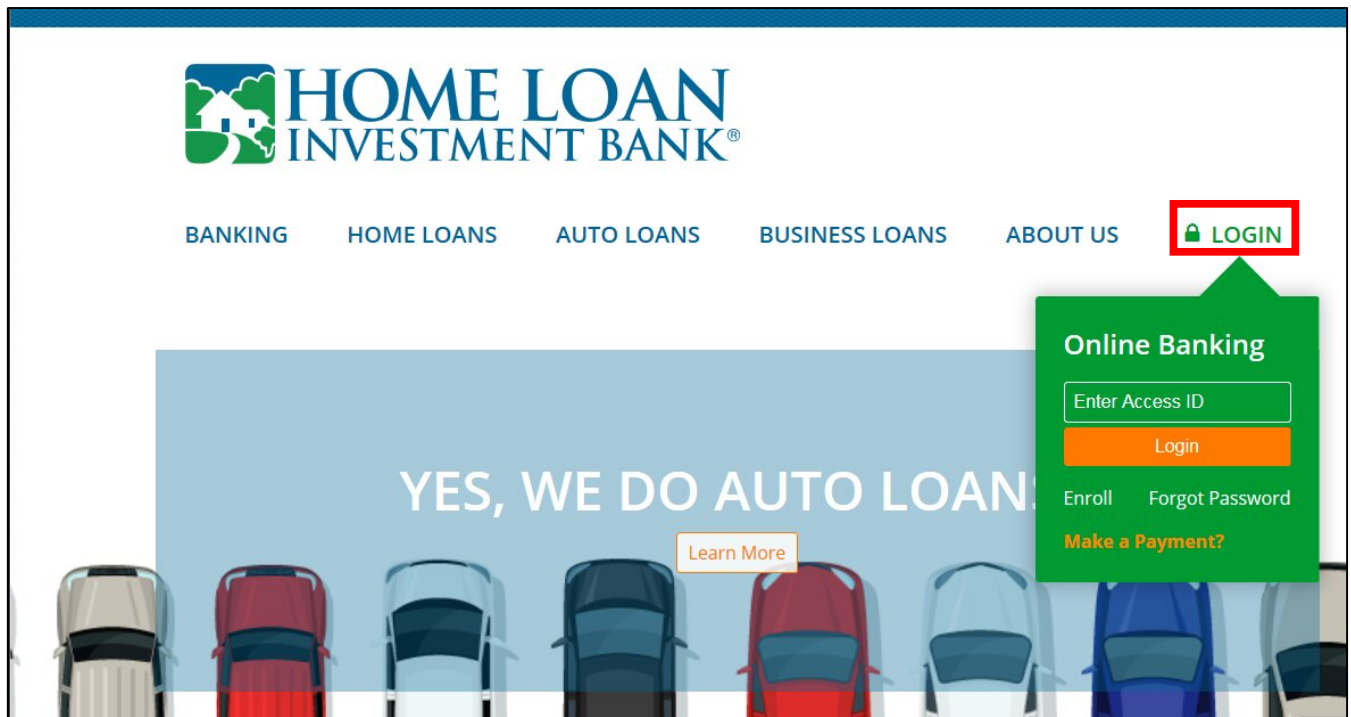 HOME LOAN
INVESTMENT BANK®
BANKING HOME LOANS AUTO LOANS BUSINESS LOANS ABOUT US LOGIN
Online Banking
Enter Access ID
Login
Enroll Forgot Password
Make a Payment?
YES, WE DO AUTO LOAN
Learn More